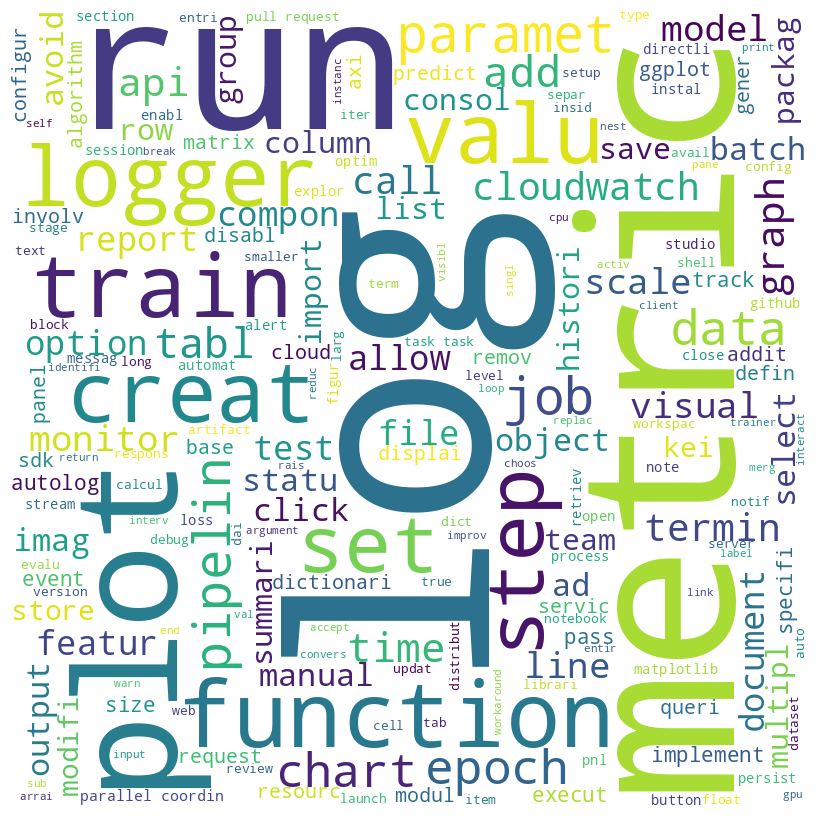 section
entri
pull request
type
run
paramet
model
configur
avoid
group
directli
print
api
instanc
axi
predict
setup
add
ggplot
instal
gener
packag
algorithm
enabl
iter
consol
separ
insid
self
row
column
valu
nest
session
break
matrix
optim
save
avail
batch
pane
config
logger
explor
call
cloudwatch
metric
involv
compon
list
cpu
graph
stage
report
disabl
histori
studio
text
smaller
import
term
visibl
singl
activ
shell
scale
track
train
client
github
log
block
alert
option
tabl
cloud
larg
task task
allow
remov
data
close
addit
messag
long
identifi
automat
reduc
figur
level
loop
defin
panel
creat
job
visual
select
interact
monitor
artifact
file
replac
workspac
trainer
merg
sdk
return
respons
base
test
displai
object
kei
autolog
calcul
statu
rais
choos
retriev
note
stream
plot
pipelin
click
step
open
notif
imag
interv
loss
dai
argument
dict
improv
team
termin
server
evalu
debug
set
process
label
event
version
summari
dictionari
true
ad
link
specifi
store
val
accept
servic
notebook
document
end
convers
time
pass
entir
auto
featur
manual
updat
distribut
line
matplotlib
multipl
output
warn
function
librari
workaround
queri
dataset
modifi
size
web
cell
tab
input
request
review
chart
epoch
pnl
implement
persist
sub
arrai
parallel coordin
resourc
launch
modul
item
execut
button
float
gpu